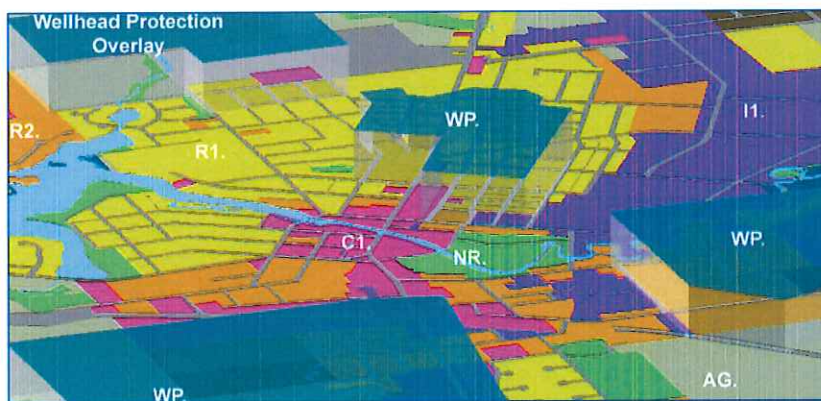 Wellhead Protection
Overlay
WP.
I1.
R2.
R1.
C1.
NR.
WP.
AG.
WP.